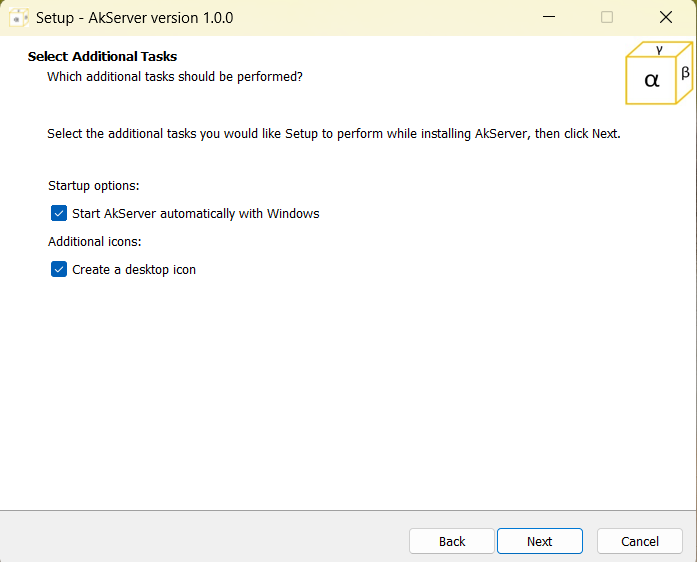 Setup - AkServer version 1.0.0
Select Additional Tasks
Which additional tasks should be performed?
γ
α
β
Select the additional tasks you would like Setup to perform while installing AkServer, then click Next.
Startup options:
Start AkServer automatically with Windows
Additional icons:
Create a desktop icon
Back
Next
Cancel